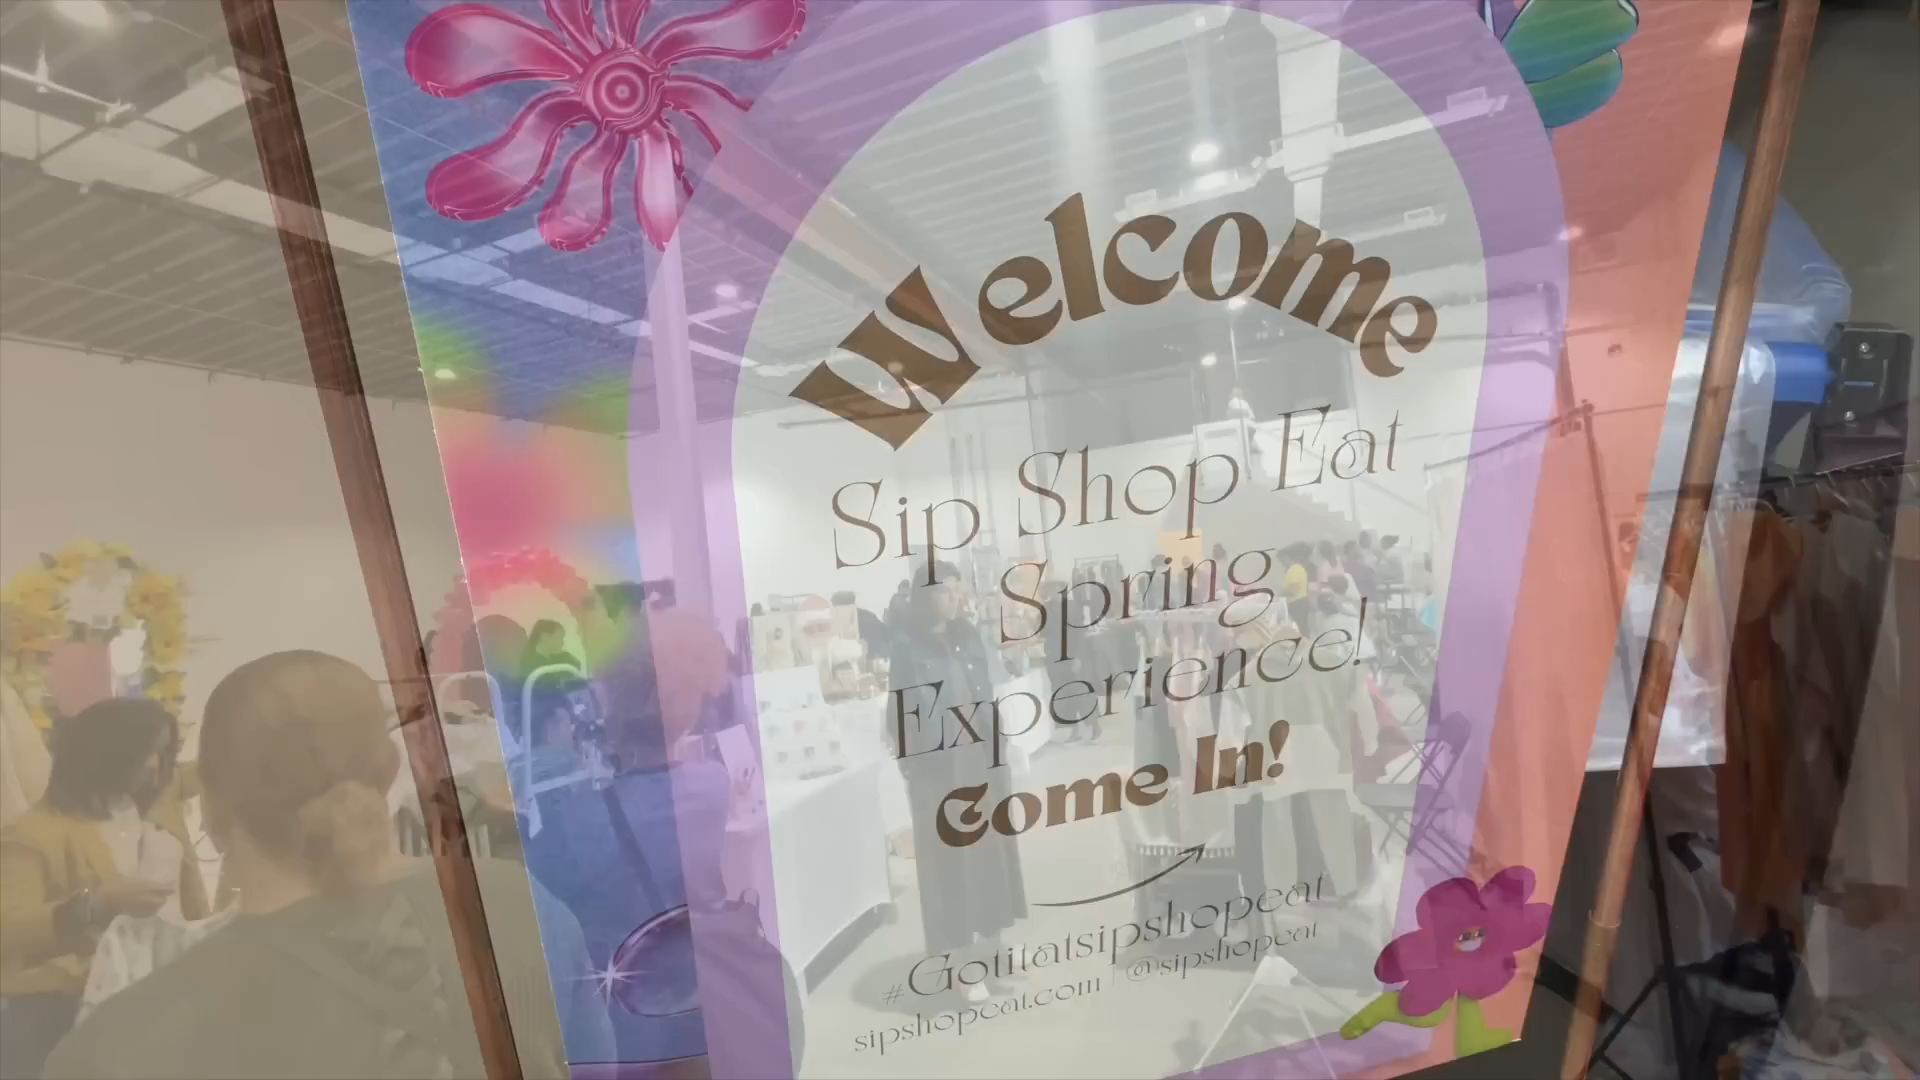 Welcome
Sip Shop Eat
Spring
Experience!
Come In!
#Gotitatsipshopeat
sipshopeat.com | @sipshopeat